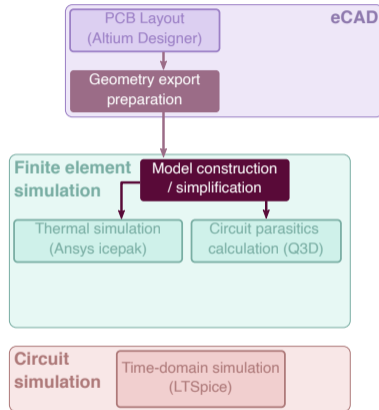 PCB Layout
(Altium Designer)
eCAD
Geometry export
preparation
Finite element
simulation
Model construction
/ simplification
Thermal simulation
(Ansys icepak)
Circuit parasitics
calculation (Q3D)
Circuit
simulation
Time-domain simulation
(LTSpice)